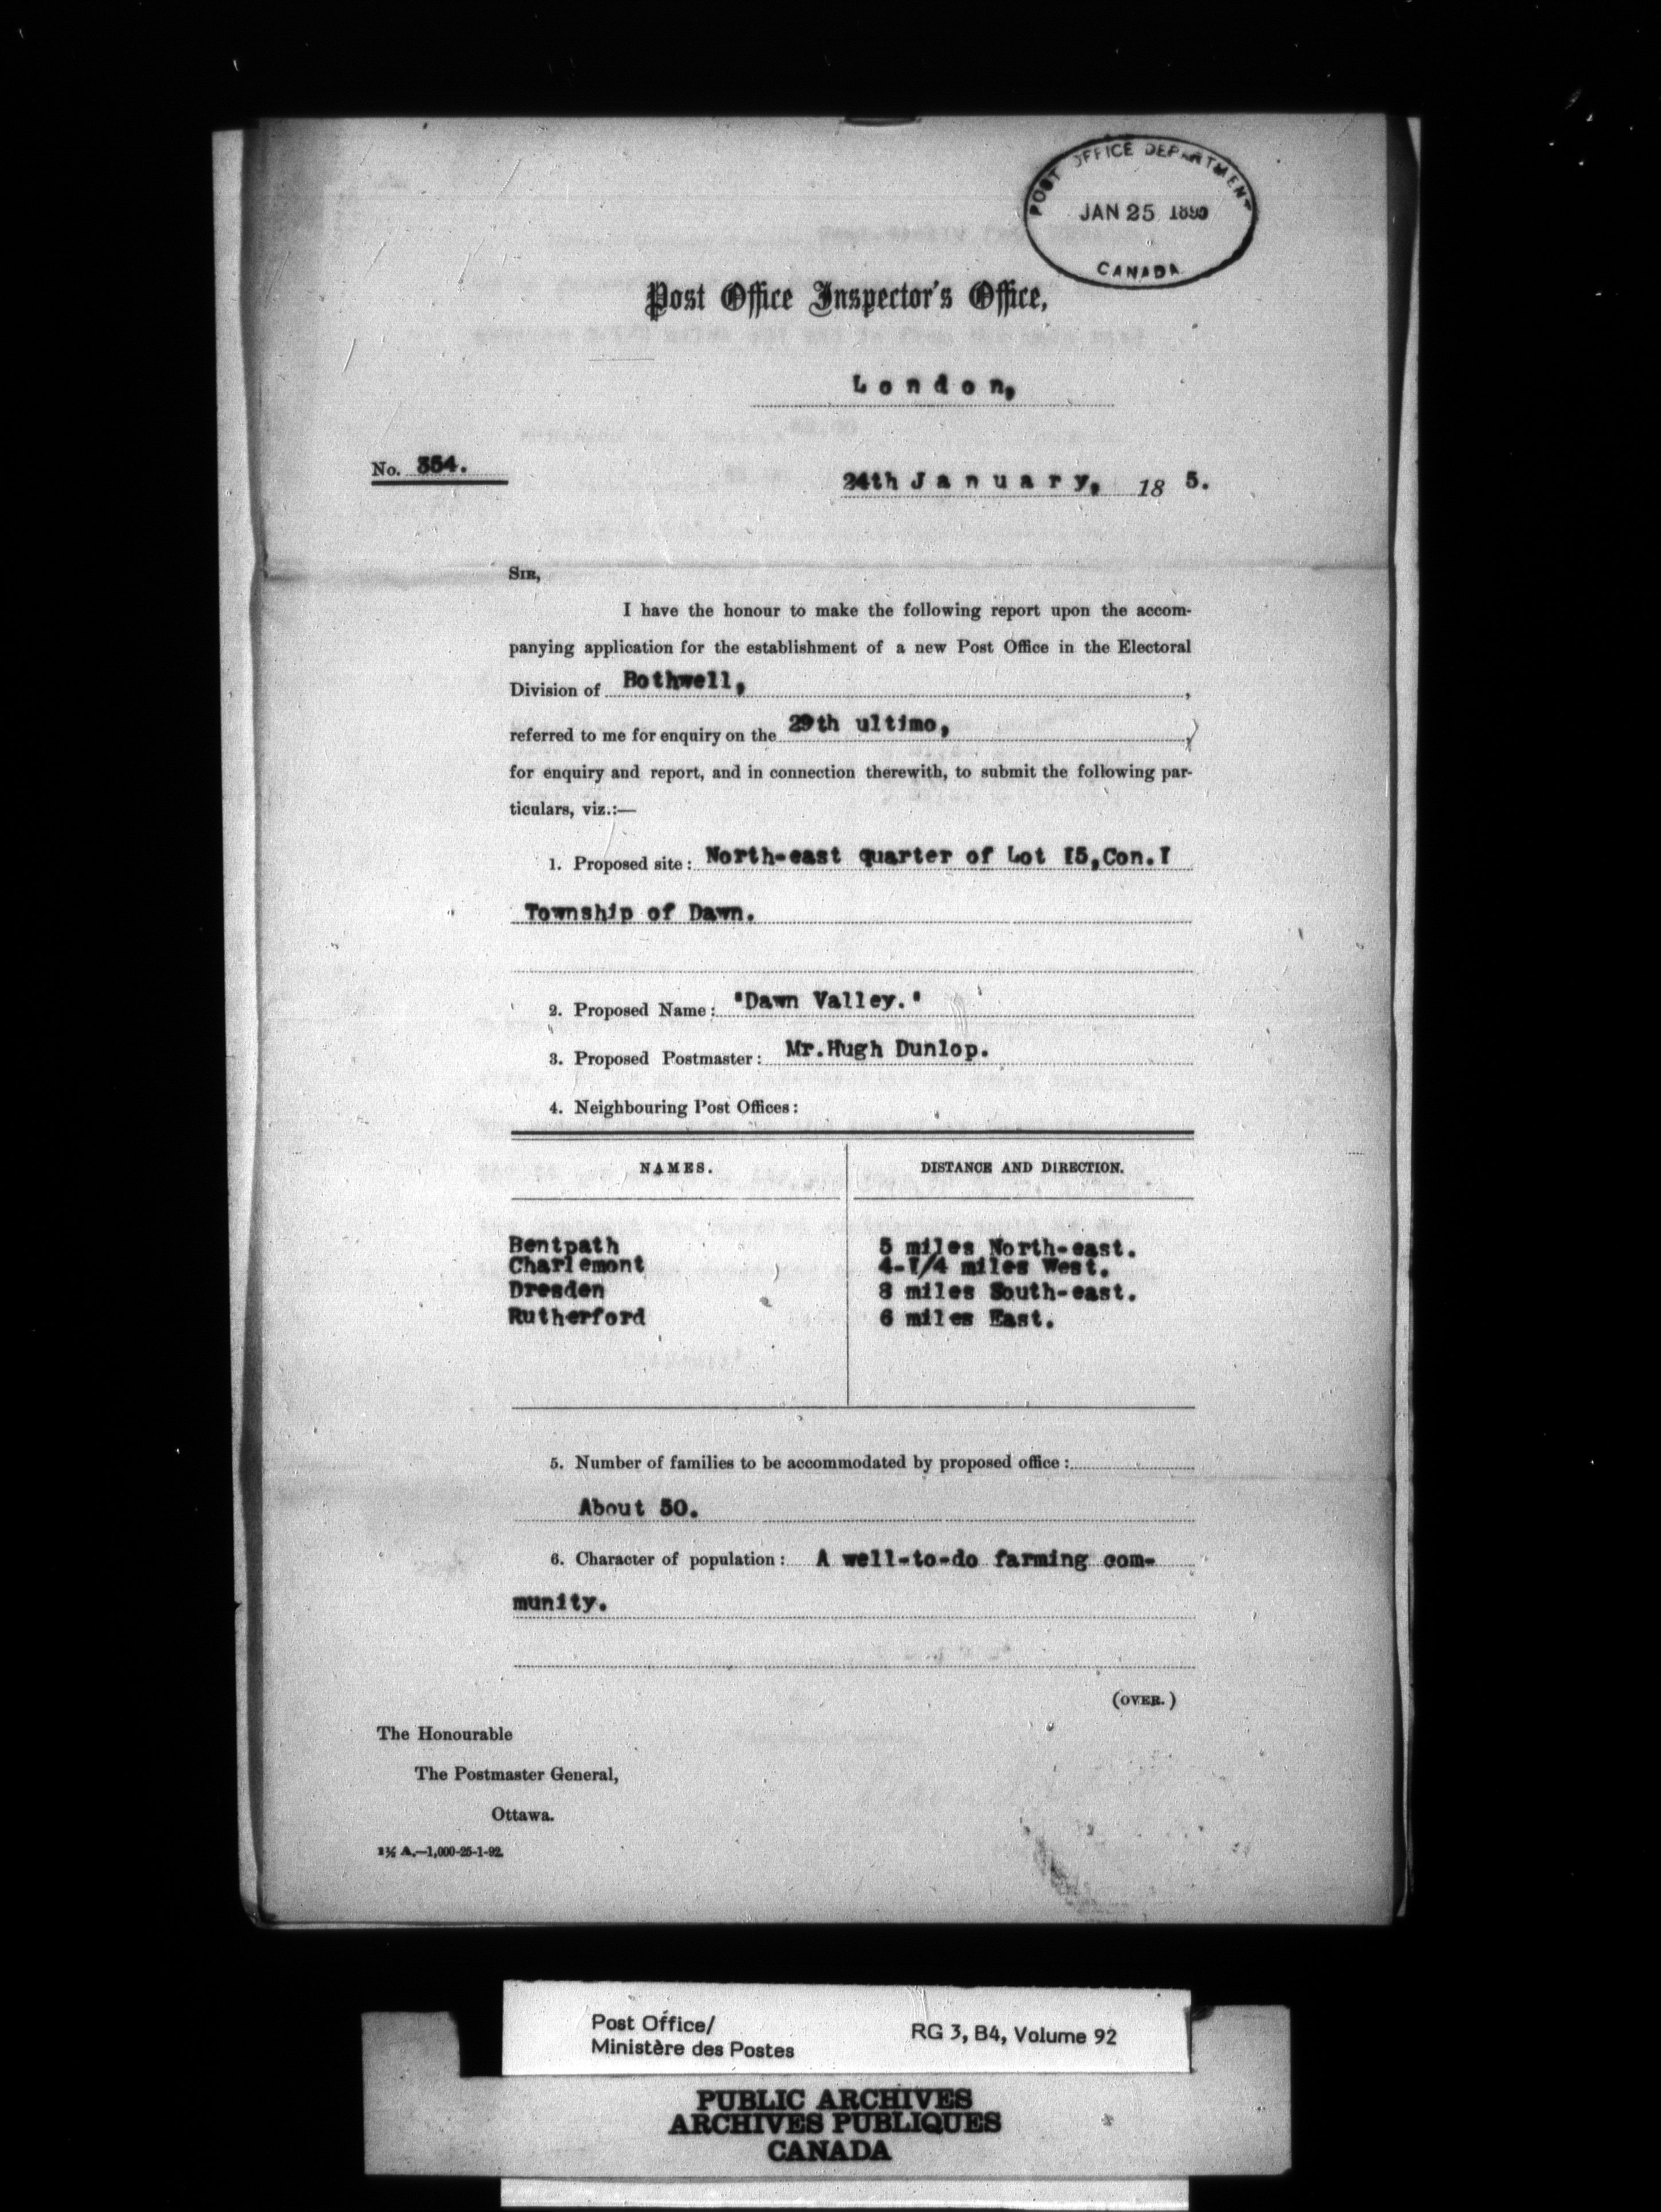 POST OFFICE DEPARTMENT
JAN 25 1895
CANADA
Post Office Inspector's Office,
London,
No. 354.
24th January, 18 5.
SIR,
I have the honour to make the following report upon the accom-
panying application for the establishment of a new Post Office in the Electoral
Division of Bothwell, ,
referred to me for enquiry on the 29th ultimo, ,
for enquiry and report, and in connection therewith, to submit the following par-
ticulars, viz.:—
1. Proposed site: North-east quarter of Lot I5,Con.I
Township of Dawn.
2. Proposed Name: "Dawn Valley."
3. Proposed Postmaster: Mr.Hugh Dunlop.
4. Neighbouring Post Offices:
NAMES. DISTANCE AND DIRECTION.
Bentpath 5 miles North-east.
Charlemont 4-I/4 miles West.
Dresden 8 miles South-east.
Rutherford 6 miles East.
5. Number of families to be accommodated by proposed office:
About 50.
6. Character of population: A well-to-do farming com-
munity.
(OVER.)
The Honourable
The Postmaster General,
Ottawa.
1½ A.—1,000-25-1-92.
Post Office/
Ministère des Postes
RG 3, B4, Volume 92
PUBLIC ARCHIVES
ARCHIVES PUBLIQUES
CANADA